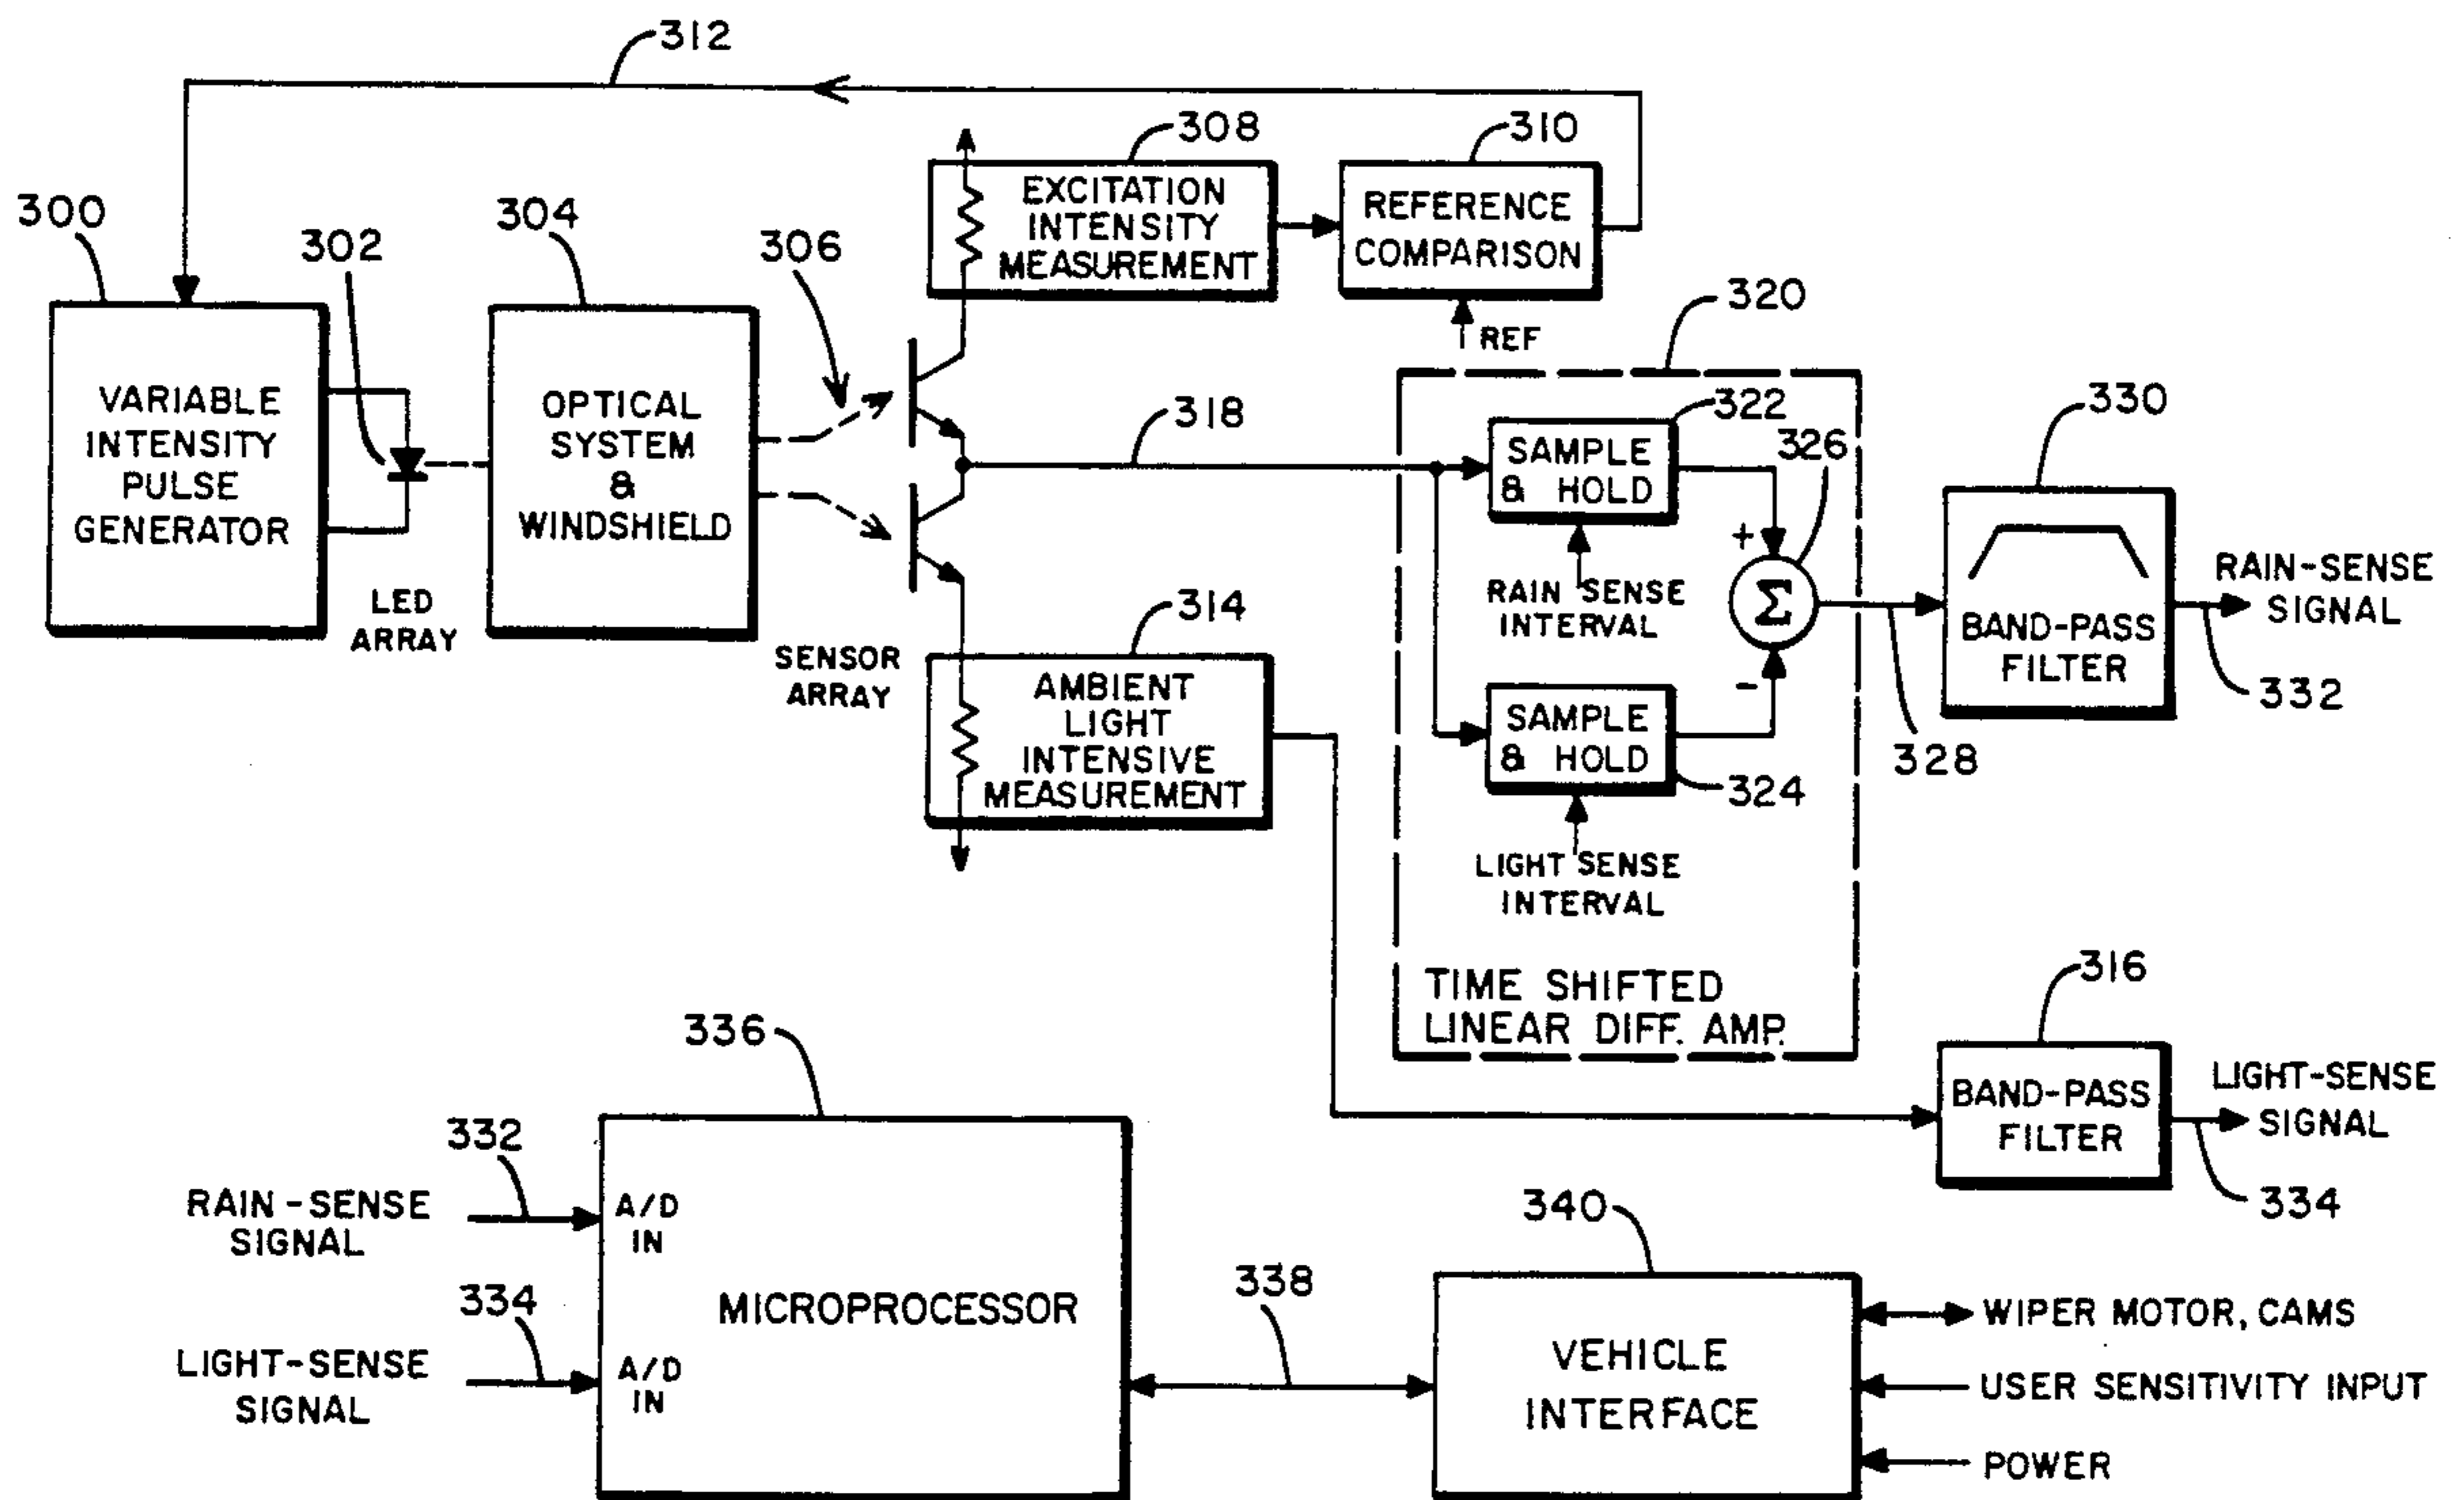 312
308
310
300
304
302
306
EXCITATION
INTENSITY
MEASUREMENT
REFERENCE
COMPARISON
REF
320
VARIABLE
INTENSITY
PULSE
GENERATOR
OPTICAL
SYSTEM
&
WINDSHIELD
LED
ARRAY
SENSOR
ARRAY
318
322
SAMPLE
& HOLD
326
330
+
Σ
-
RAIN SENSE
INTERVAL
314
AMBIENT
LIGHT
INTENSIVE
MEASUREMENT
SAMPLE
& HOLD
324
328
BAND-PASS
FILTER
RAIN-SENSE
SIGNAL
332
LIGHT SENSE
INTERVAL
TIME SHIFTED
LINEAR DIFF. AMP.
316
BAND-PASS
FILTER
LIGHT-SENSE
SIGNAL
334
336
332
RAIN-SENSE
SIGNAL
A/D
IN
334
LIGHT-SENSE
SIGNAL
A/D
IN
MICROPROCESSOR
338
340
VEHICLE
INTERFACE
WIPER MOTOR, CAMS
USER SENSITIVITY INPUT
POWER